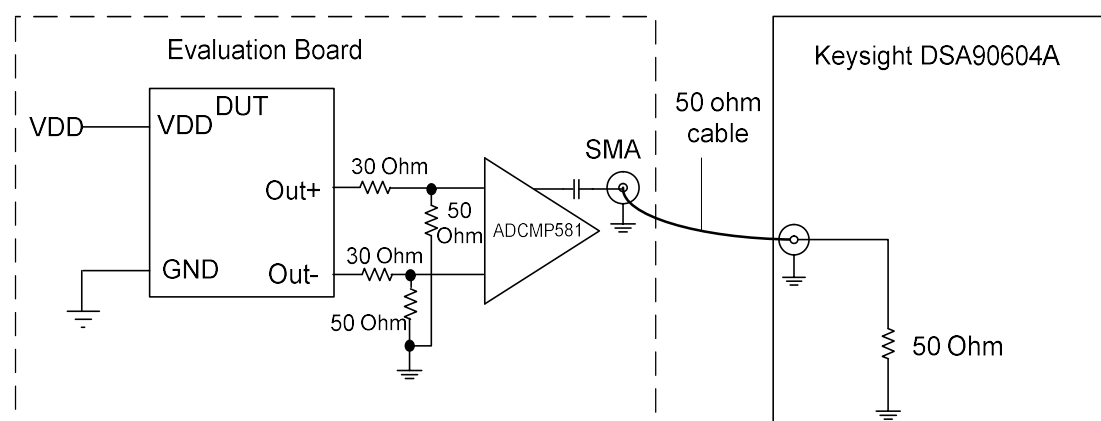 Evaluation Board
Keysight DSA90604A
DUT
VDD
VDD
50 ohm
cable
SMA
30 Ohm
Out+
50
Ohm
ADCMP581
30 Ohm
GND
Out-
50 Ohm
50 Ohm